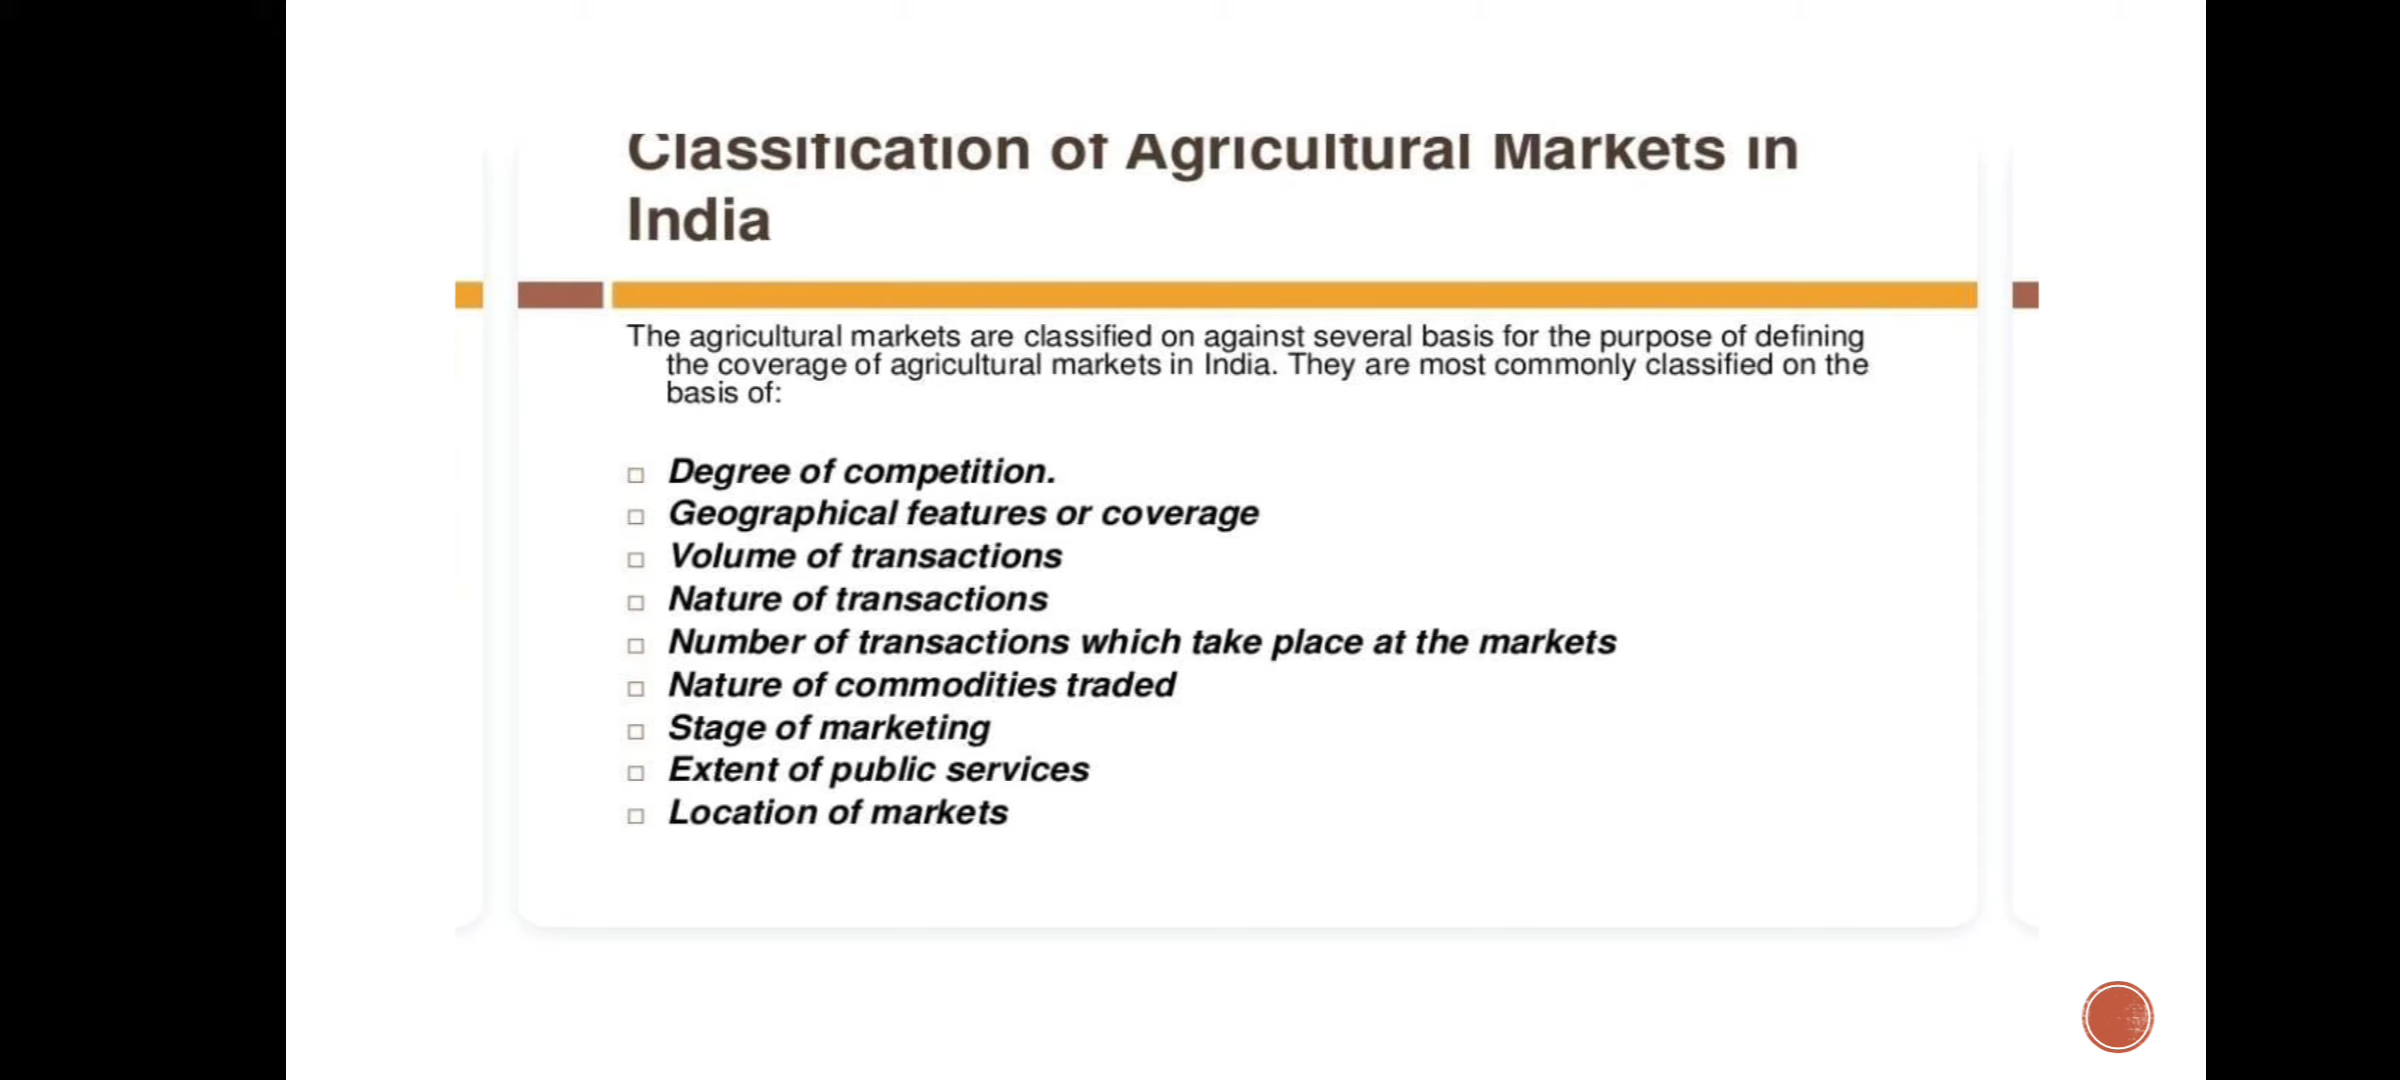 Classification of Agricultural Markets in
India
The agricultural markets are classified on against several basis for the purpose of defining
the coverage of agricultural markets in India. They are most commonly classified on the
basis of:
Degree of competition.
Geographical features or coverage
Volume of transactions
Nature of transactions
Number of transactions which take place at the markets
Nature of commodities traded
Stage of marketing
Extent of public services
Location of markets